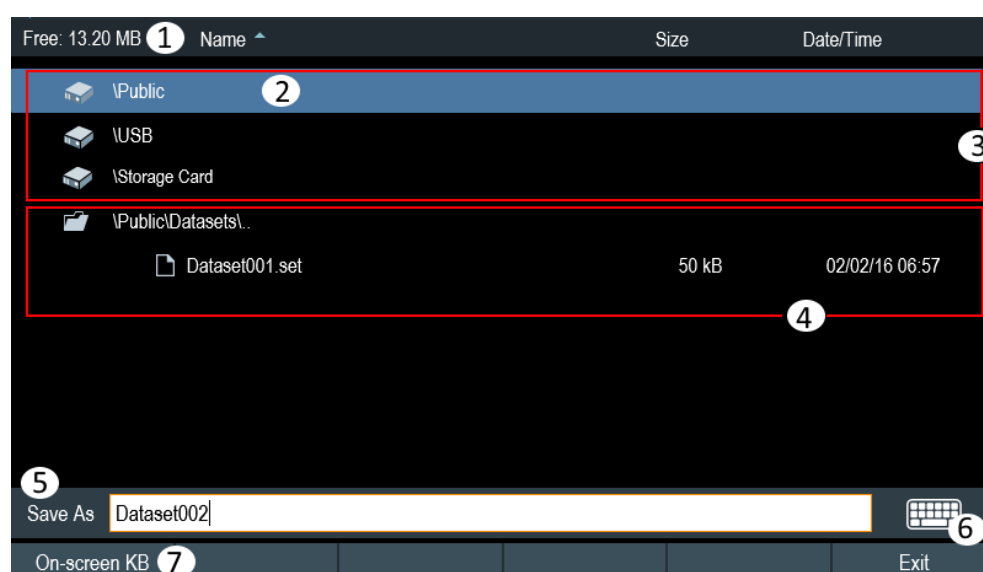 Free: 13.20 MB 1 Name Size Date/Time
\Public 2
\USB
3
\Storage Card
\Public\Datasets\..
Dataset001.set 50 kB 02/02/16 06:57
4
5
Save As Dataset002
6
On-screen KB 7 Exit